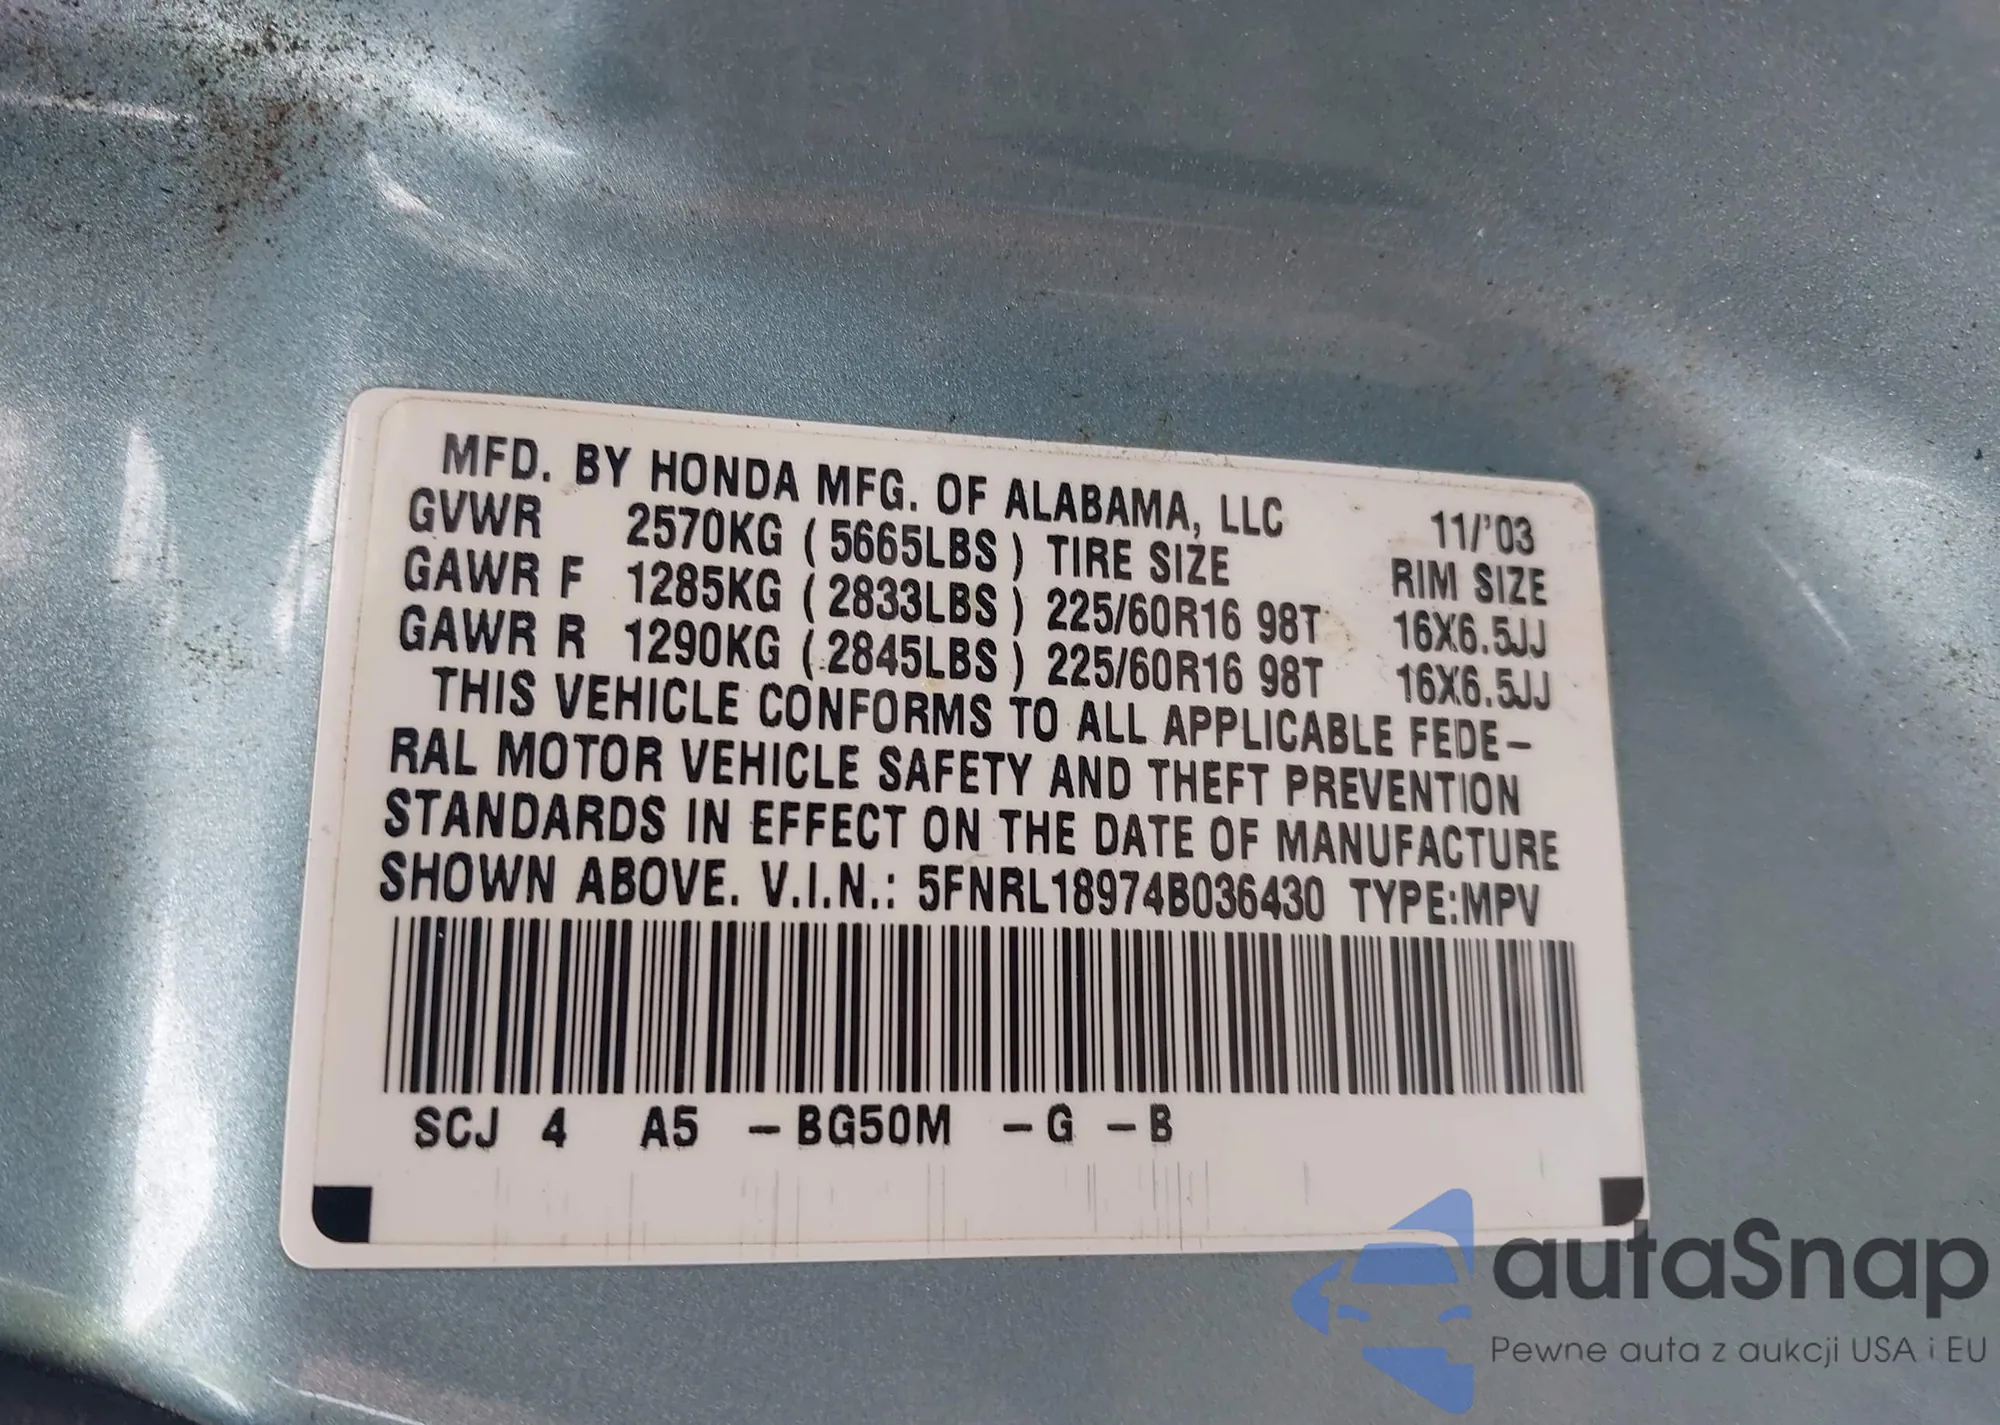 MFD. BY HONDA MFG. OF ALABAMA, LLC 11/'03
GVWR 2570KG ( 5665LBS ) TIRE SIZE RIM SIZE
GAWR F 1285KG ( 2833LBS ) 225/60R16 98T 16X6.5JJ
GAWR R 1290KG ( 2845LBS ) 225/60R16 98T 16X6.5JJ
THIS VEHICLE CONFORMS TO ALL APPLICABLE FEDE-
RAL MOTOR VEHICLE SAFETY AND THEFT PREVENTION
STANDARDS IN EFFECT ON THE DATE OF MANUFACTURE
SHOWN ABOVE. V.I.N.: 5FNRL18974B036430 TYPE:MPV
SCJ 4 A5 -BG50M -G -B
autaSnap
Pewne auta z aukcji USA i EU